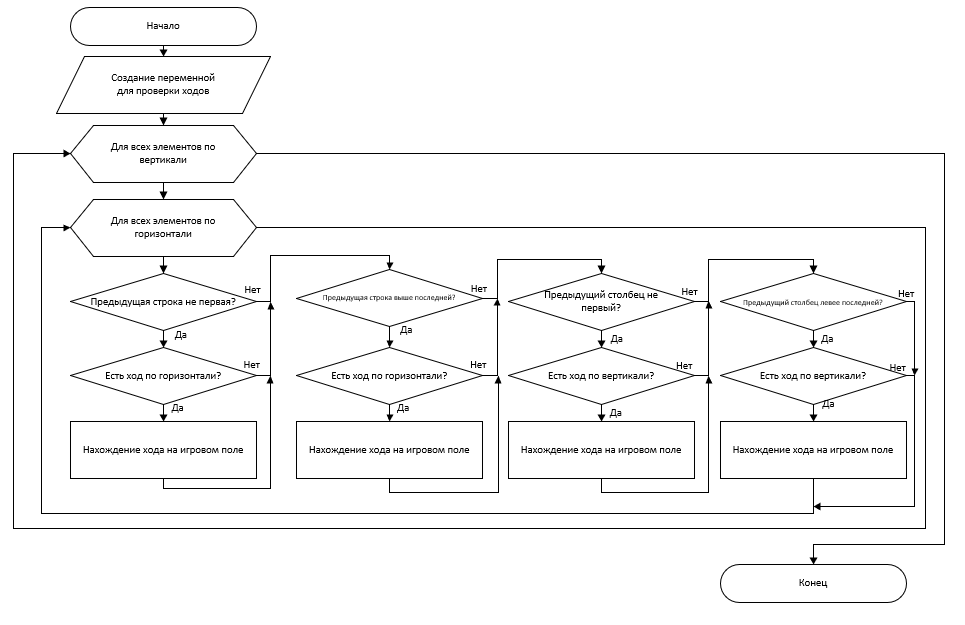 Начало
Создание переменной
для проверки ходов
Для всех элементов по
вертикали
Для всех элементов по
горизонтали
Предыдущая строка не первая?
Нет
Да
Есть ход по горизонтали?
Нет
Да
Нахождение хода на игровом поле
Предыдущая строка выше последней?
Нет
Да
Есть ход по горизонтали?
Нет
Да
Нахождение хода на игровом поле
Предыдущий столбец не
первый?
Нет
Да
Есть ход по вертикали?
Нет
Да
Нахождение хода на игровом поле
Предыдущий столбец левее последней?
Нет
Да
Есть ход по вертикали?
Нет
Да
Нахождение хода на игровом поле
Конец